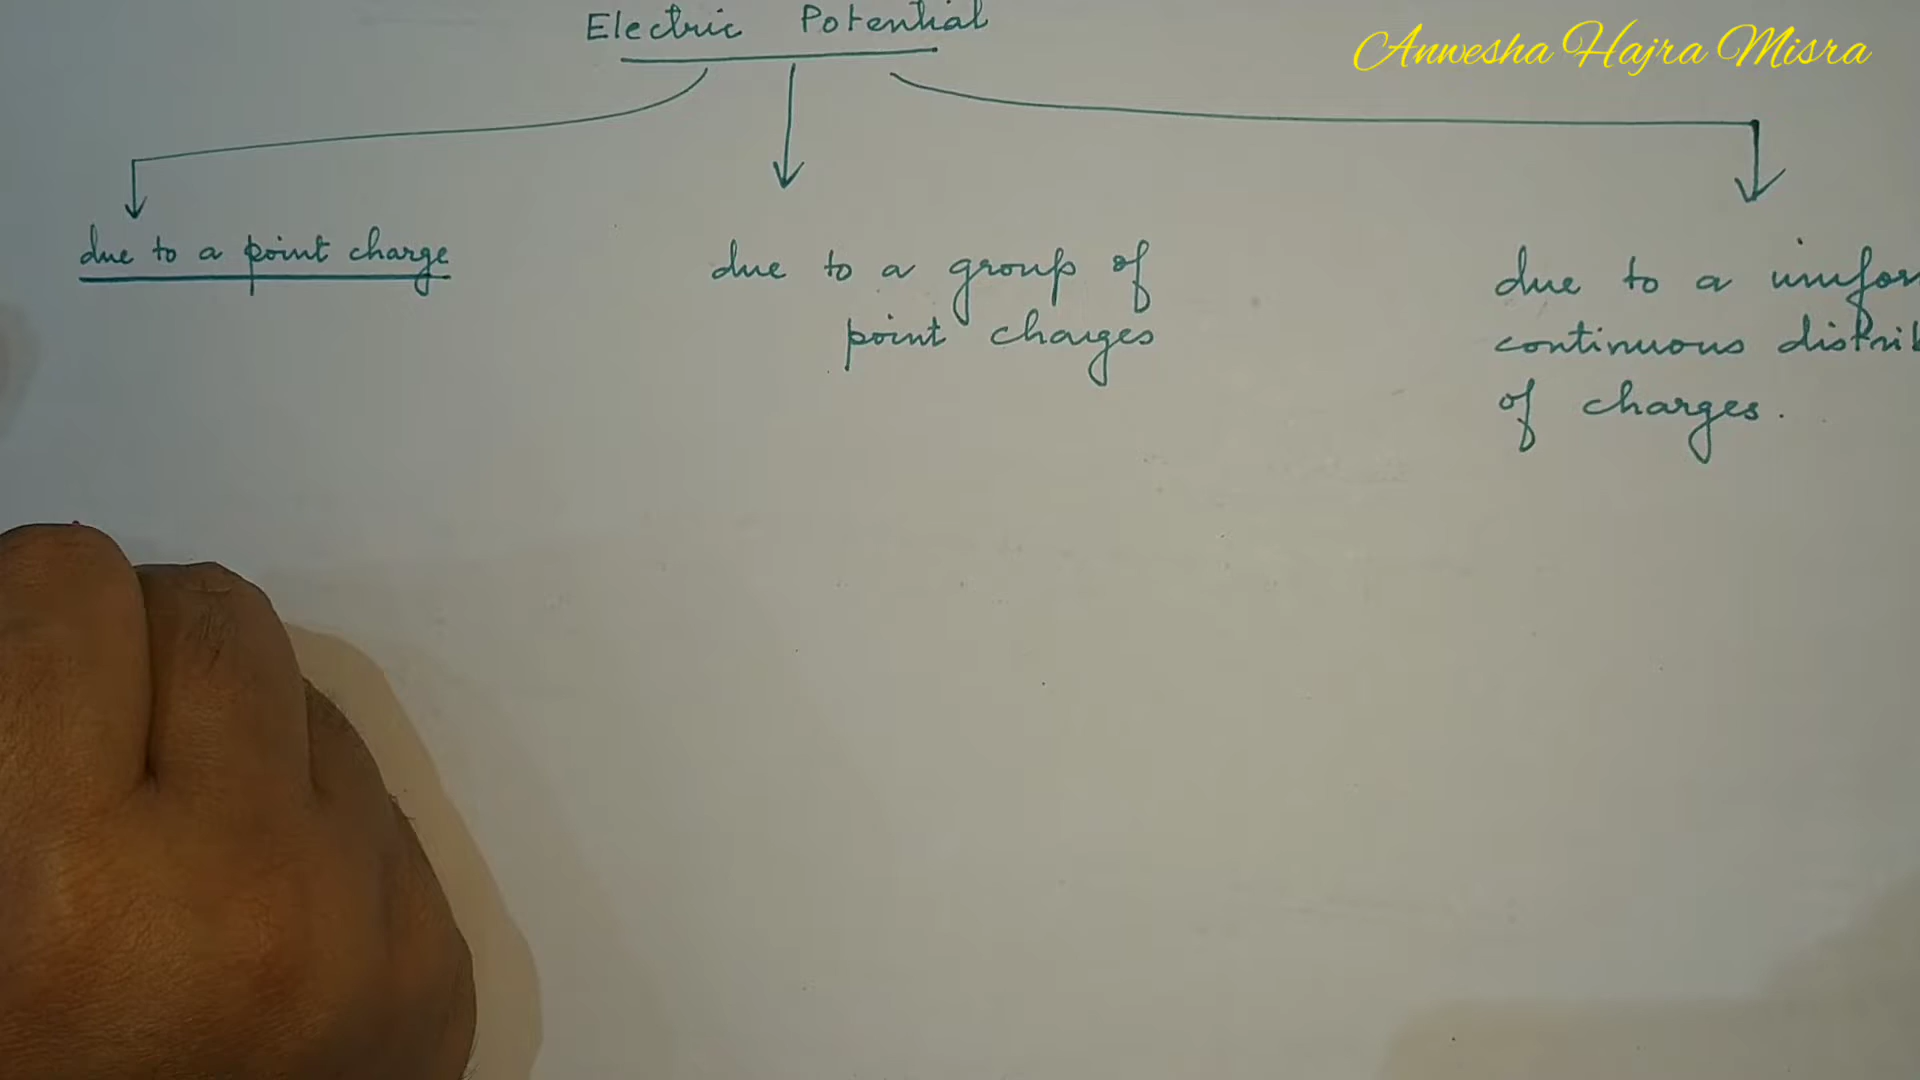 Electric Potential
Anwesha Hajra Misra
due to a point charge
due to a group of
point charges
due to a
continuous
of charges.